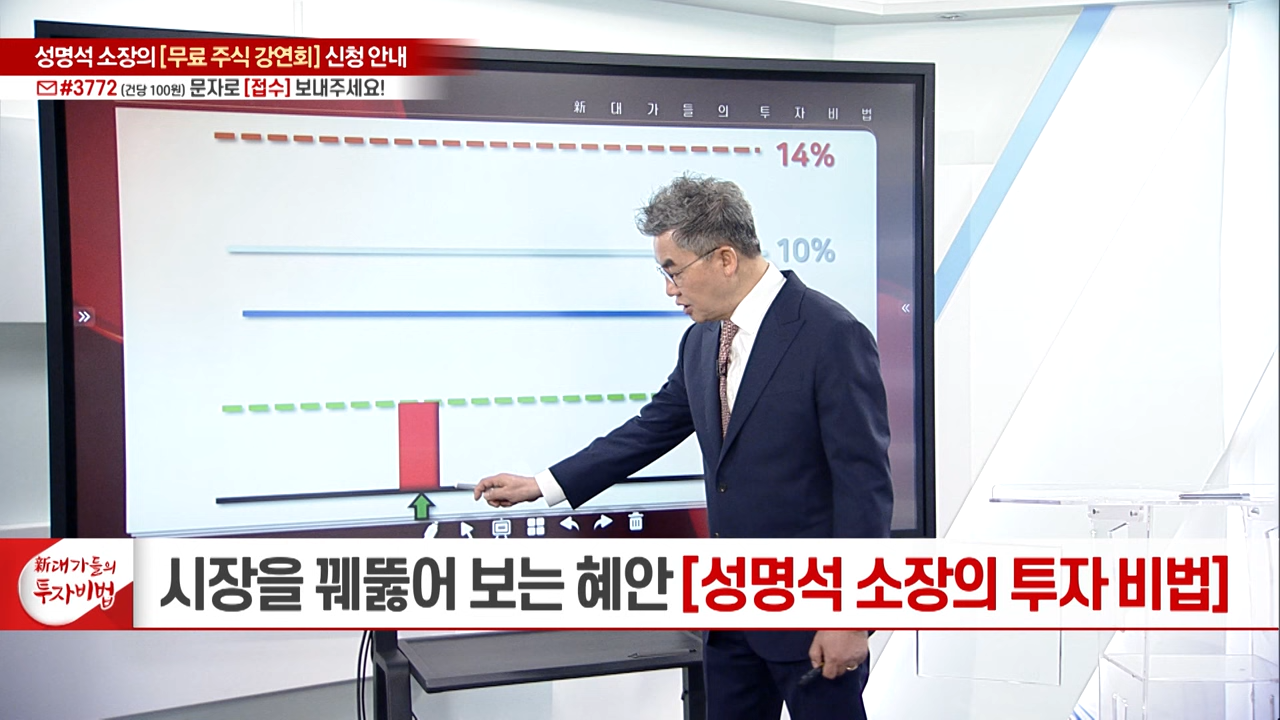 성명석 소장의 [무료 주식 강연회] 신청 안내
#3772 (건당 100원) 문자로 [접수] 보내주세요!
新 대가들의 투자비법
14%
10%
新대가들의
투자비법
시장을 꿰뚫어 보는 혜안 [성명석 소장의 투자 비법]